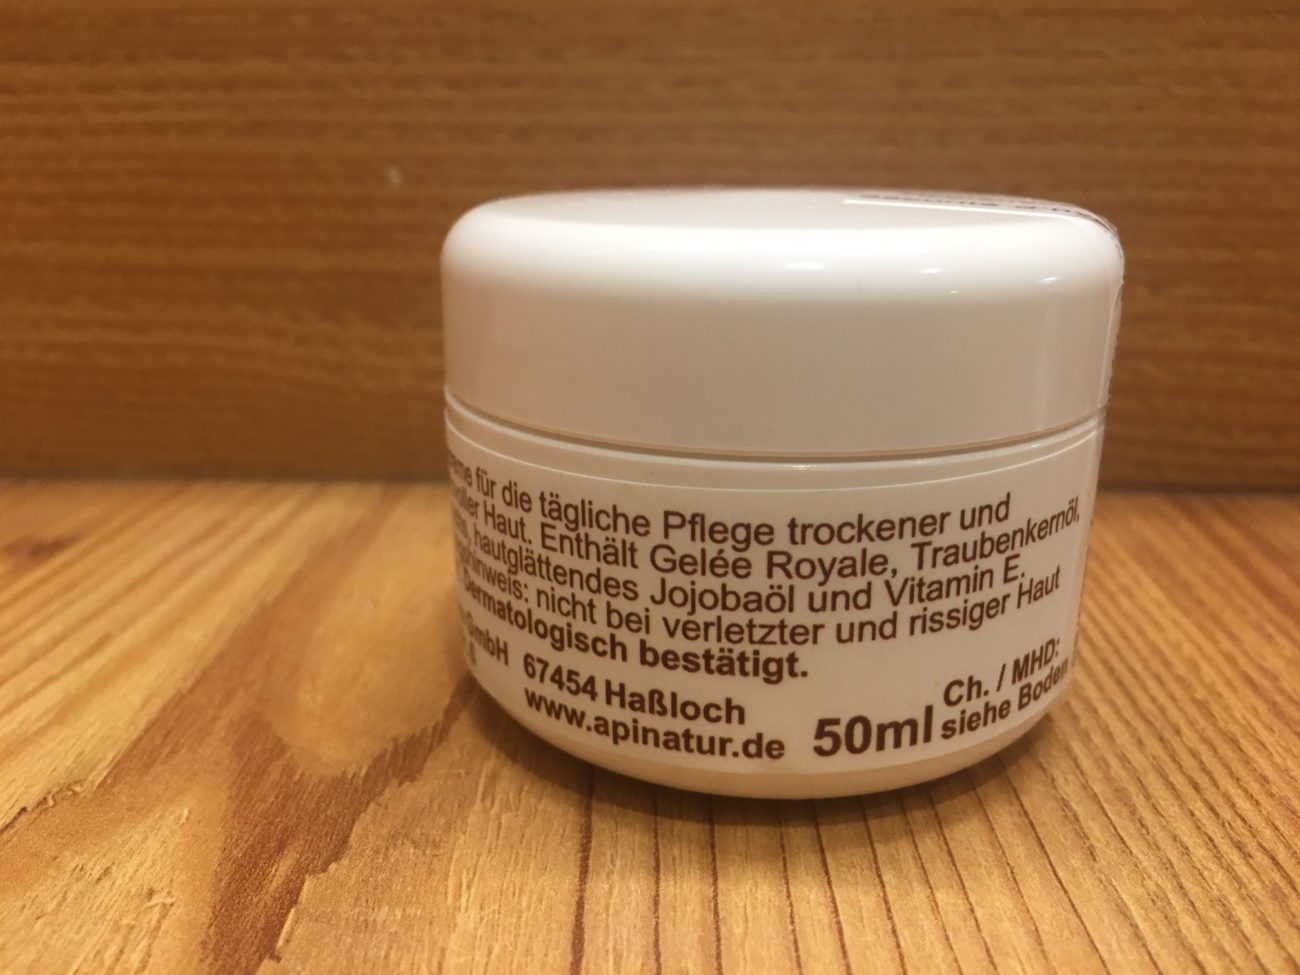 für die tägliche Pflege trockener und
Haut. Enthält Gelée Royale, Traubenkernöl,
hautglättendes Jojobaöl und Vitamin E.
nicht bei verletzter und rissiger Haut
Dermatologisch bestätigt.
GmbH 67454 Haßloch
www.apinatur.de
50ml
Ch. / MHD:
siehe Boden